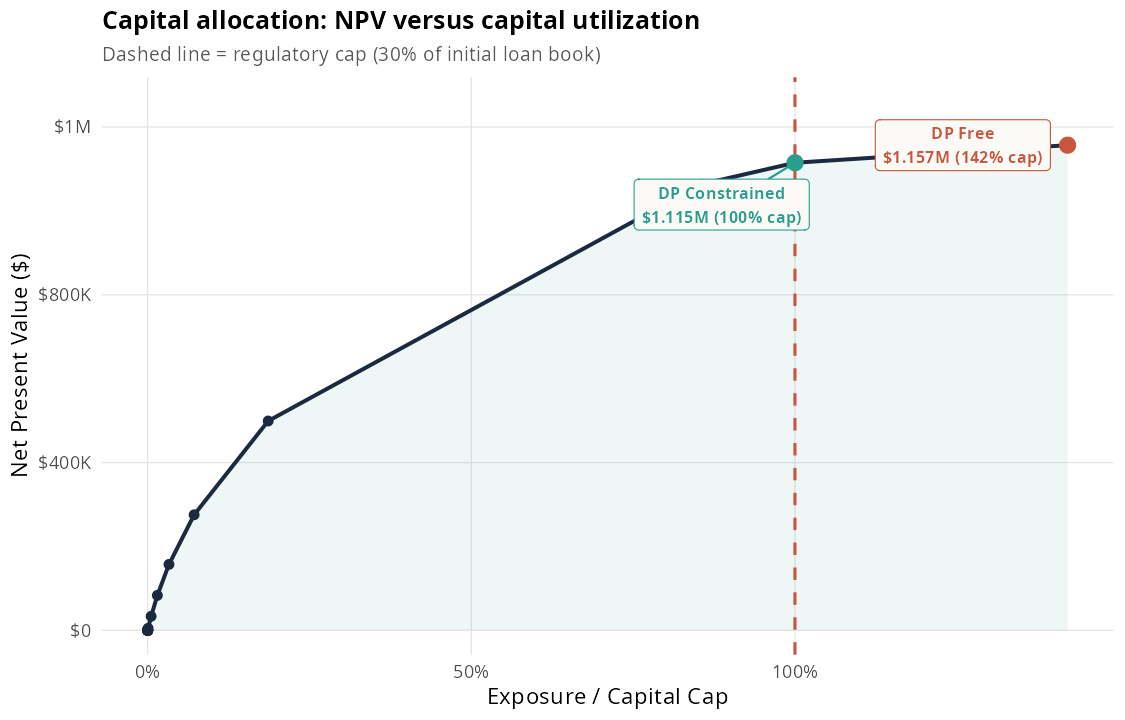 Capital allocation: NPV versus capital utilization
Dashed line = regulatory cap (30% of initial loan book)
Net Present Value ($)
$1M
$800K
$400K
$0
DP Free
$1.157M (142% cap)
DP Constrained
$1.115M (100% cap)
0%
50%
100%
Exposure / Capital Cap